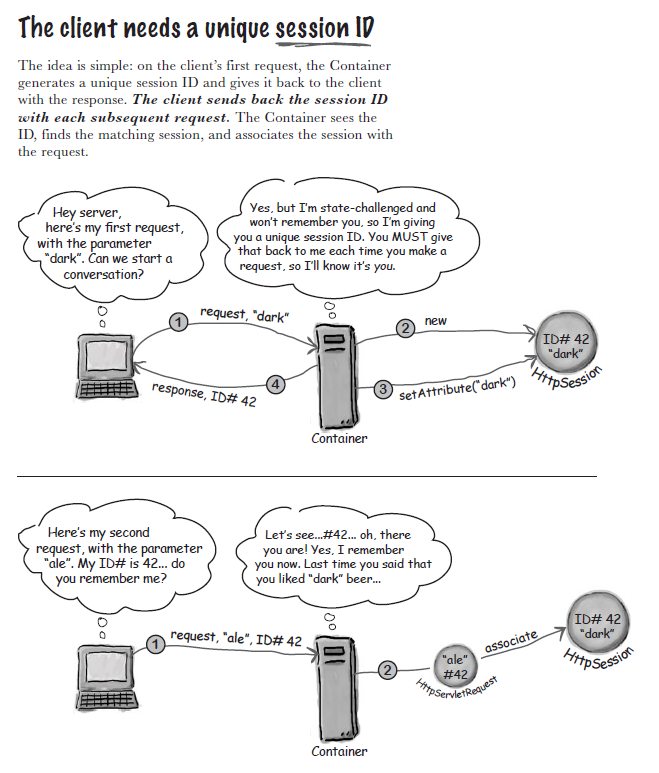 The client needs a unique session ID
The idea is simple: on the client's first request, the Container
generates a unique session ID and gives it back to the client
with the response. The client sends back the session ID
with each subsequent request. The Container sees the
ID, finds the matching session, and associates the session with
the request.
Hey server,
here's my first request,
with the parameter
"dark". Can we start a
conversation?
Yes, but I'm state-challenged and
won't remember you, so I'm giving
you a unique session ID. You MUST give
that back to me each time you make a
request, so I'll know it's you.
1
request, "dark"
2
new
ID# 42
"dark"
HttpSession
4
response, ID# 42
3
setAttribute("dark")
Container
Here's my second
request, with the parameter
"ale". My ID# is 42... do
you remember me?
Let's see...#42... oh, there
you are! Yes, I remember
you now. Last time you said that
you liked "dark" beer...
1
request, "ale", ID# 42
2
"ale"
#42
HttpServletRequest
associate
ID# 42
"dark"
HttpSession
Container